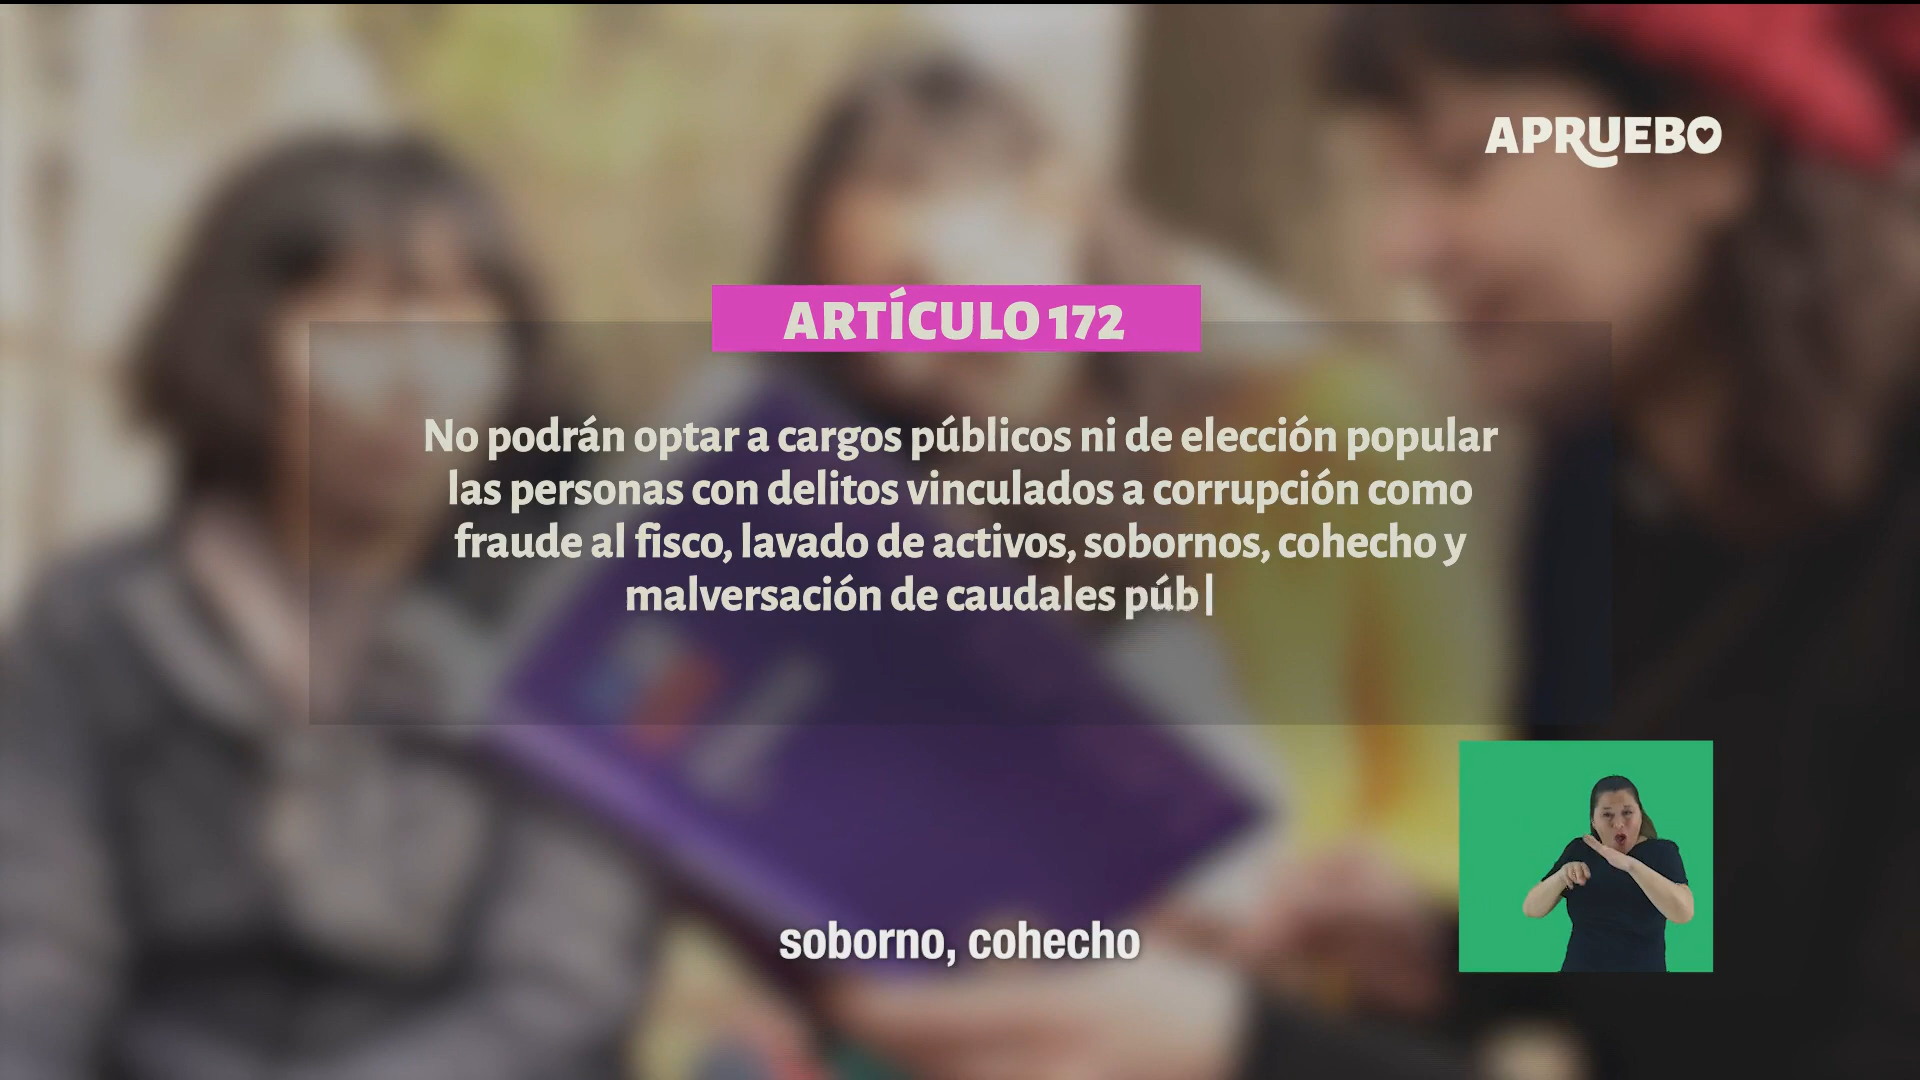 APRUEBO
ARTÍCULO 172
No podrán optar a cargos públicos ni de elección popular
las personas con delitos vinculados a corrupción como
fraude al fisco, lavado de activos, sobornos, cohecho y
malversación de caudales púb|
soborno, cohecho